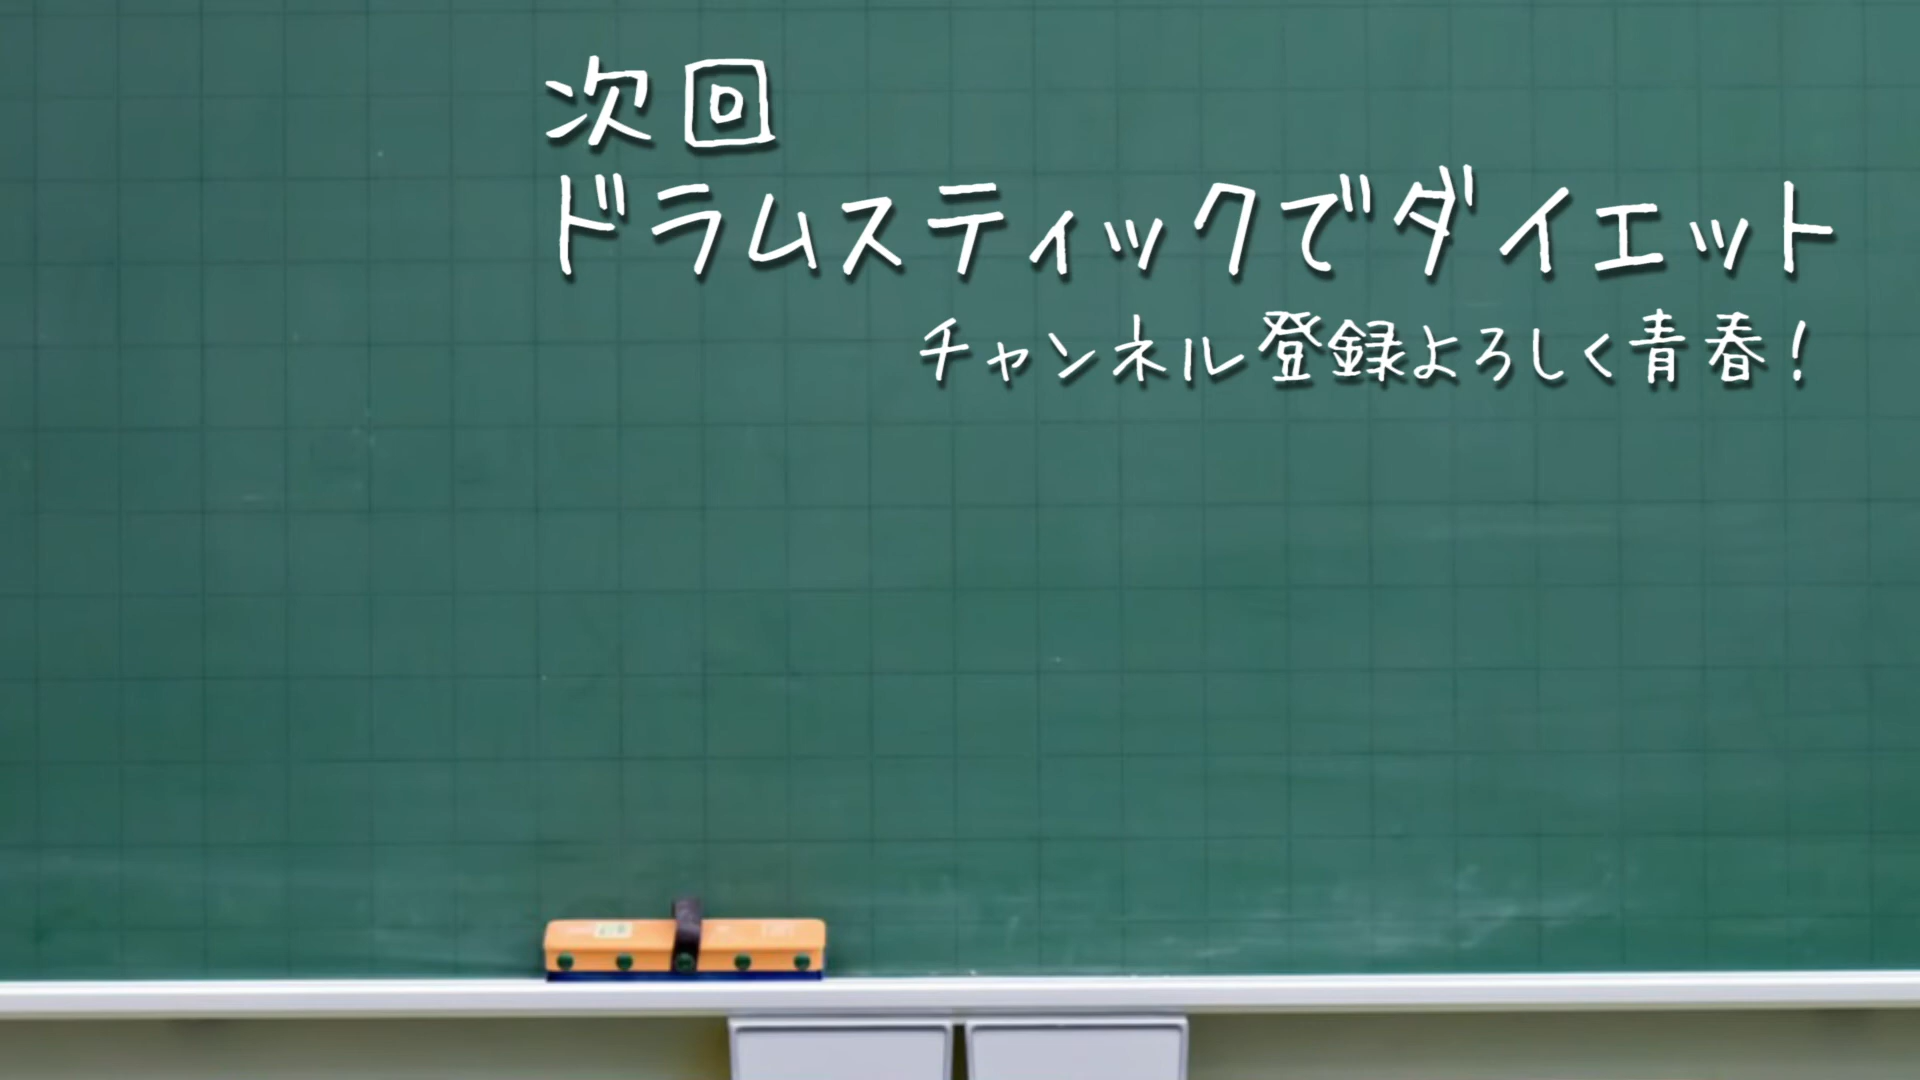 次回
ドラムスティックでダイエット
チャンネル登録よろしく青春！